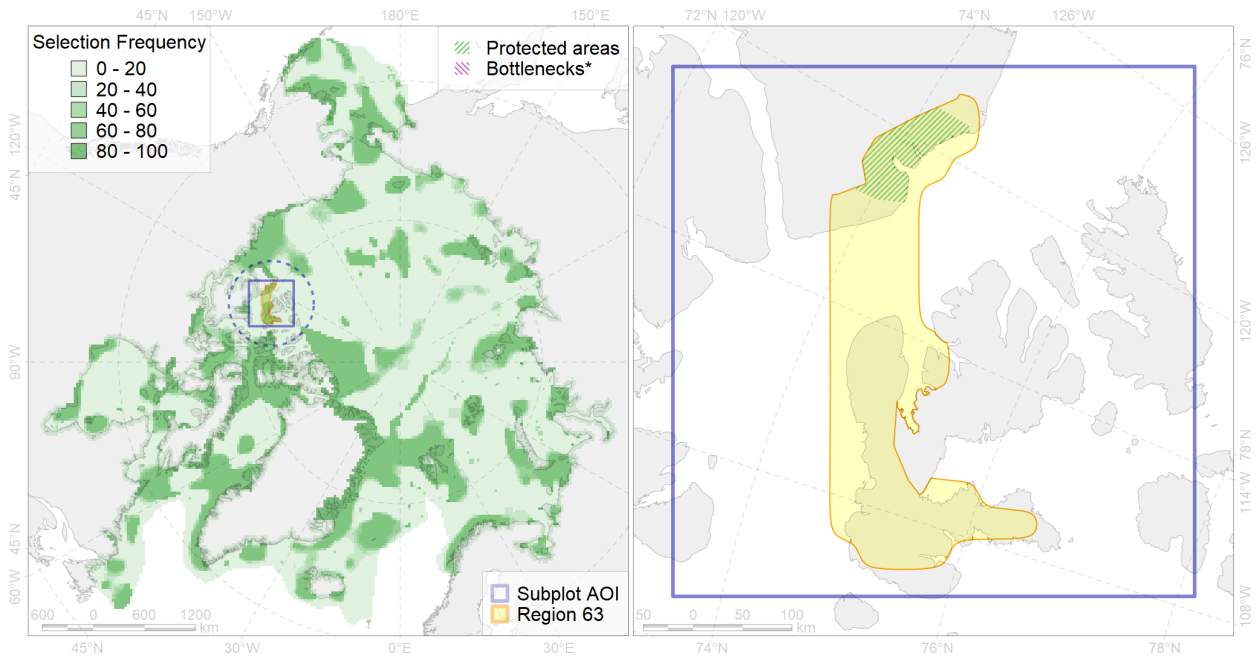 45°N 150°W 180°E 150°E
72°N 120°W 74°N 126°W
Selection Frequency
0 - 20
20 - 40
40 - 60
60 - 80
80 - 100
Protected areas
Bottlenecks*
120°W
45°N
90°W
45°N
60°W
76°N
126°W
120°W
78°N
114°W
108°W
Subplot AOI
Region 63
600 0 600 1200
km
50 0 50 100
km
45°N 30°W 0°E 30°E
74°N 76°N 78°N